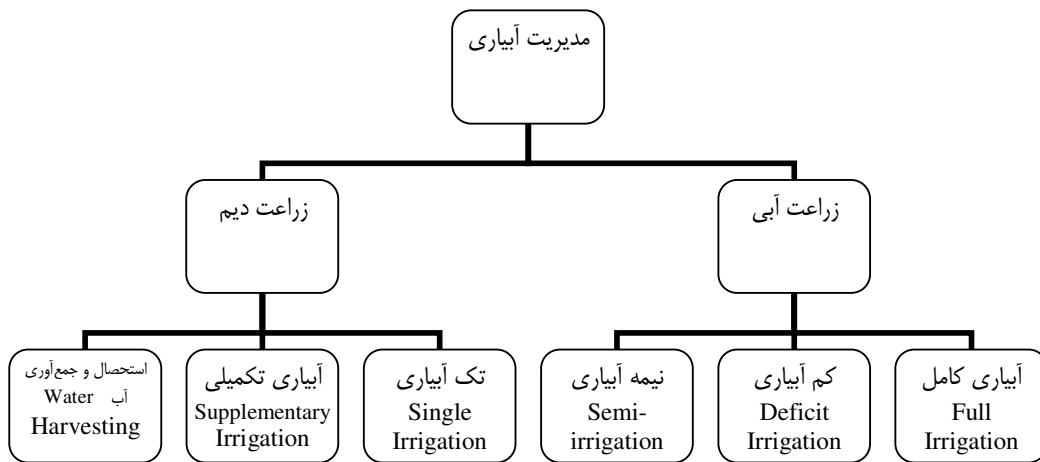 مدیریت آبیاری
زراعت آبی
زراعت دیم
آبیاری کامل
Full
Irrigation
کم آبیاری
Deficit
Irrigation
نیمه آبیاری
Semi-
irrigation
تک آبیاری
Single
Irrigation
آبیاری تکمیلی
Supplementary
Irrigation
استحصال و جمع‌آوری
آب Water
Harvesting